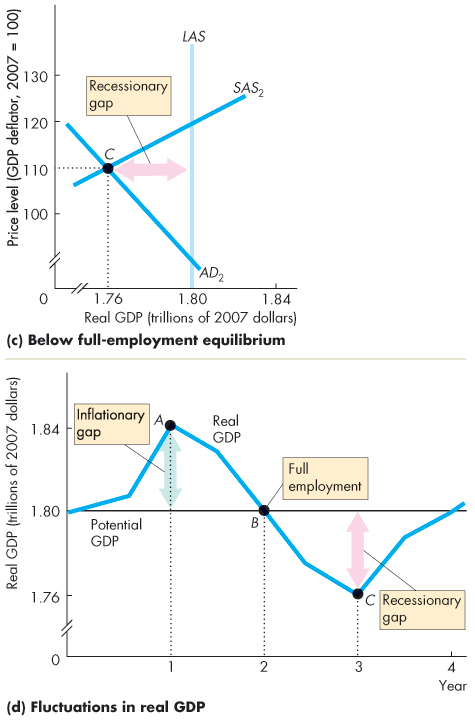 LAS
Price level (GDP deflator, 2007 = 100)
130
120
110
100
0
Recessionary
gap
SAS2
C
AD2
1.76
1.80
1.84
Real GDP (trillions of 2007 dollars)
(c) Below full-employment equilibrium
Real GDP (trillions of 2007 dollars)
1.84
1.80
1.76
0
Inflationary
gap
A
Real
GDP
Full
employment
Potential
GDP
B
C
Recessionary
gap
1
2
3
4
Year
(d) Fluctuations in real GDP